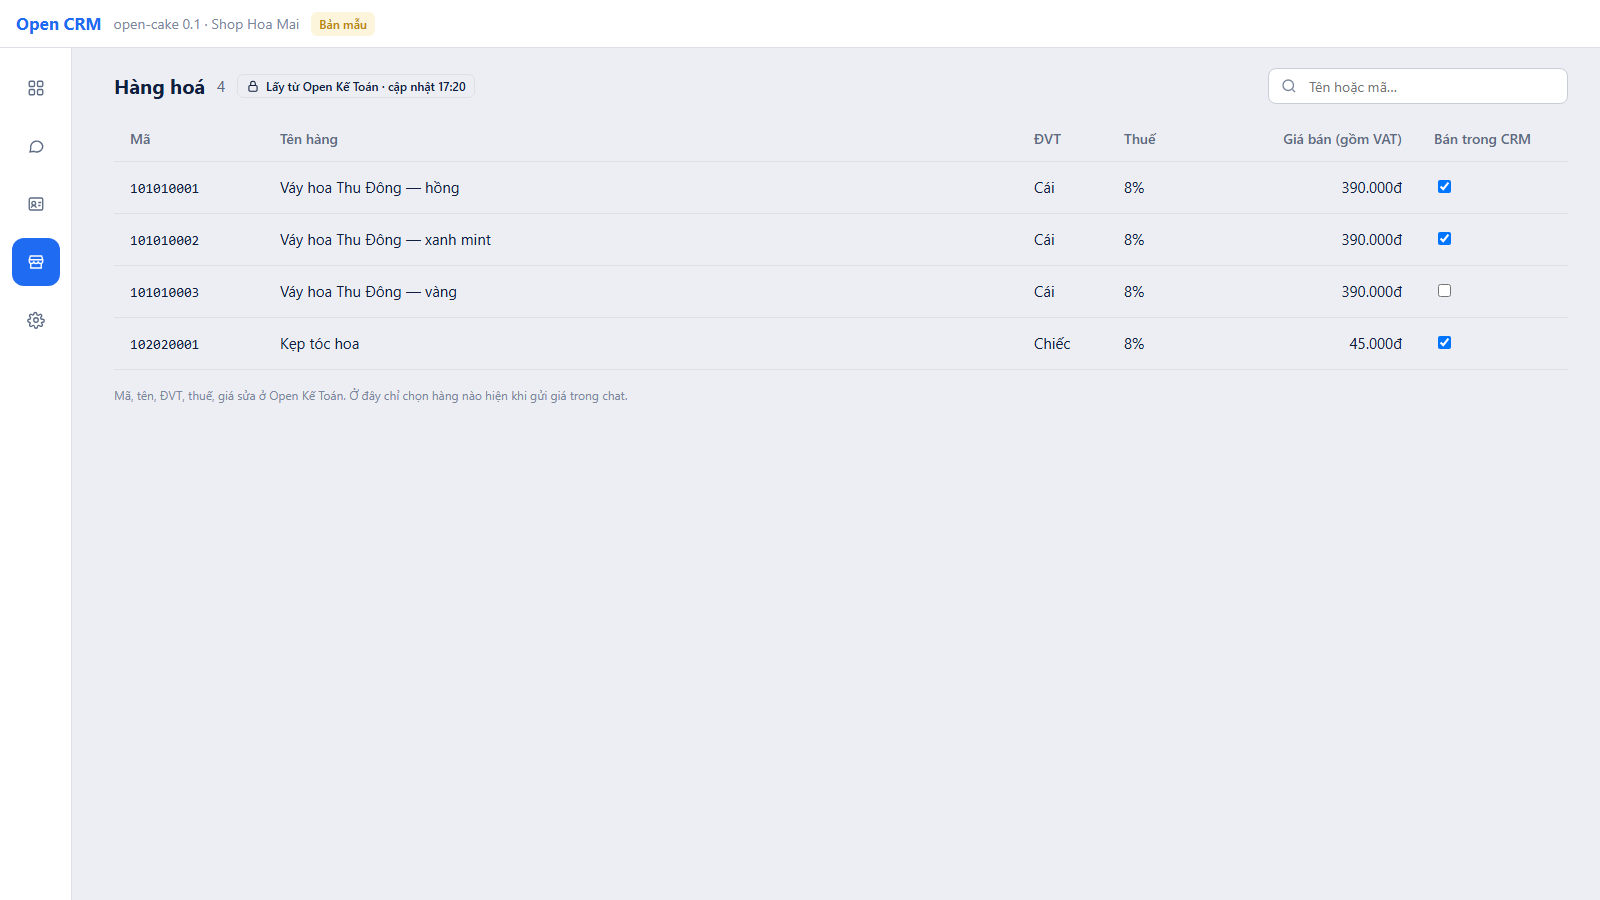 Open CRM open-cake 0.1 · Shop Hoa Mai Bản mẫu
Hàng hoá 4 Lấy từ Open Kế Toán · cập nhật 17:20 Tên hoặc mã...
Mã Tên hàng ĐVT Thuế Giá bán (gồm VAT) Bán trong CRM
101010001 Váy hoa Thu Đông — hồng Cái 8% 390.000đ
101010002 Váy hoa Thu Đông — xanh mint Cái 8% 390.000đ
101010003 Váy hoa Thu Đông — vàng Cái 8% 390.000đ
102020001 Kẹp tóc hoa Chiếc 8% 45.000đ
Mã, tên, ĐVT, thuế, giá sửa ở Open Kế Toán. Ở đây chỉ chọn hàng nào hiện khi gửi giá trong chat.